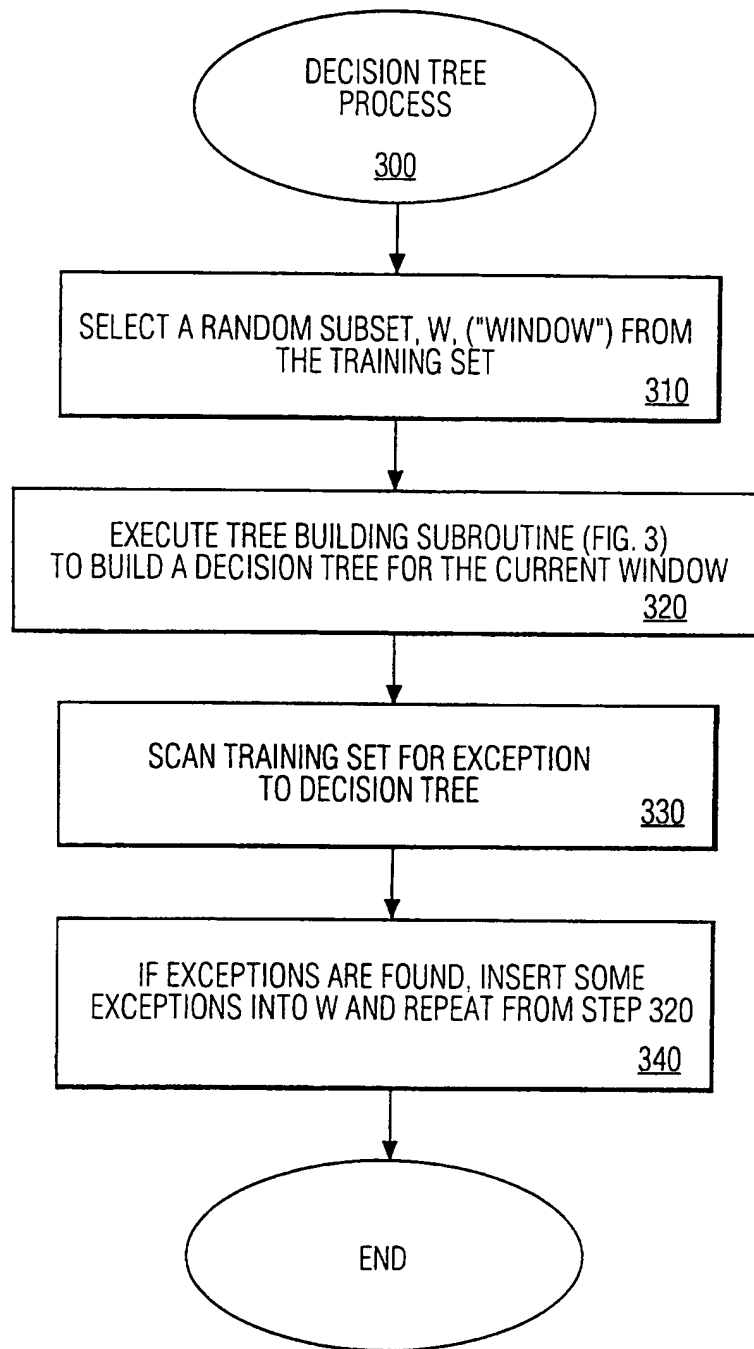 DECISION TREE
PROCESS
300
SELECT A RANDOM SUBSET, W, ("WINDOW") FROM
THE TRAINING SET
310
EXECUTE TREE BUILDING SUBROUTINE (FIG. 3)
TO BUILD A DECISION TREE FOR THE CURRENT WINDOW
320
SCAN TRAINING SET FOR EXCEPTION
TO DECISION TREE
330
IF EXCEPTIONS ARE FOUND, INSERT SOME
EXCEPTIONS INTO W AND REPEAT FROM STEP 320
340
END